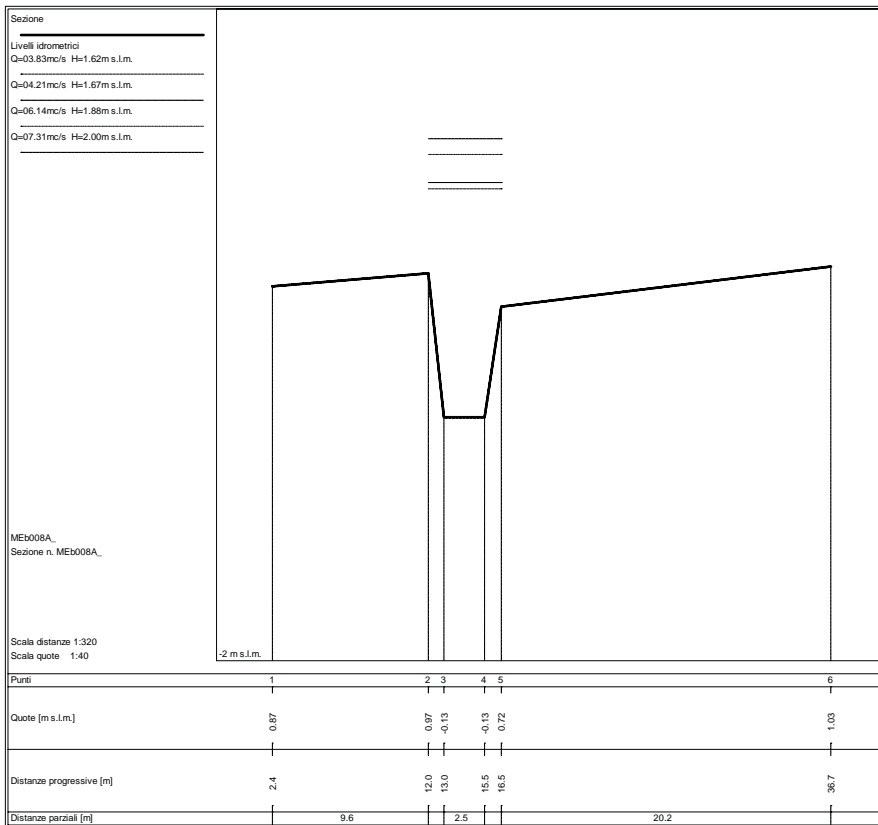 Sezione
Livelli idrometrici
Q=03.83mc/s H=1.62m s.l.m.
Q=04.21mc/s H=1.67m s.l.m.
Q=06.14mc/s H=1.88m s.l.m.
Q=07.31mc/s H=2.00m s.l.m.
MEb008A_
Sezione n. MEb008A_
Scala distanze 1:320
Scala quote 1:40
-2 m s.l.m.
Punti 1 2 3 4 5 6
Quote [m s.l.m.] 0.87 0.97 -0.13 -0.13 0.72 1.03
Distanze progressive [m] 2.4 12.0 13.0 15.5 16.5 36.7
Distanze parziali [m] 9.6 2.5 20.2